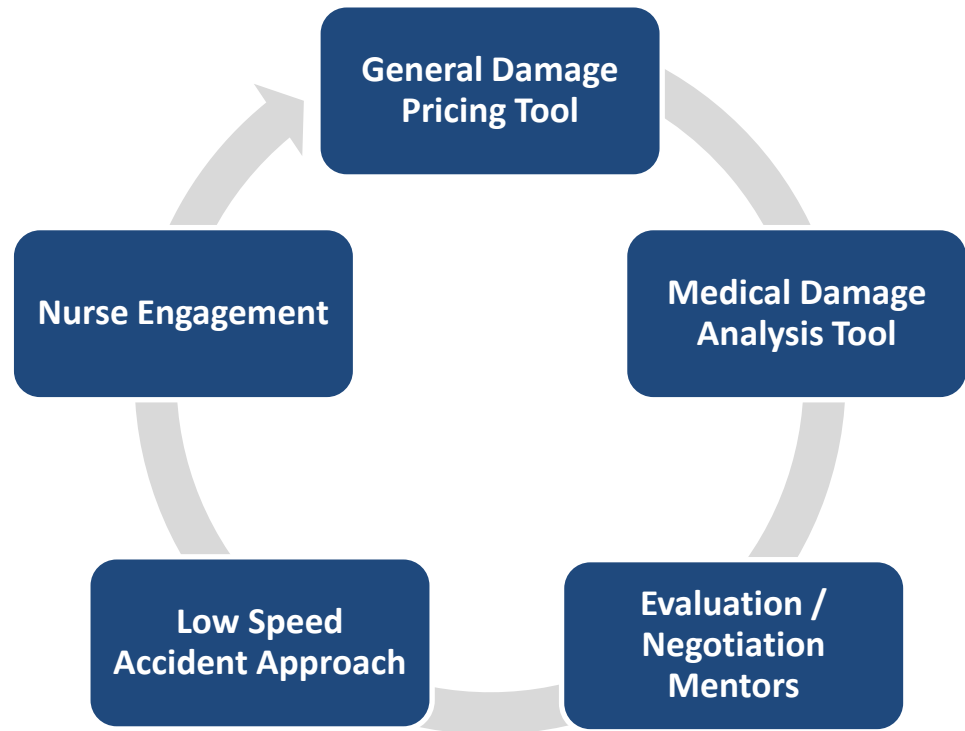 General Damage
Pricing Tool
Medical Damage
Analysis Tool
Evaluation /
Negotiation
Mentors
Low Speed
Accident Approach
Nurse Engagement